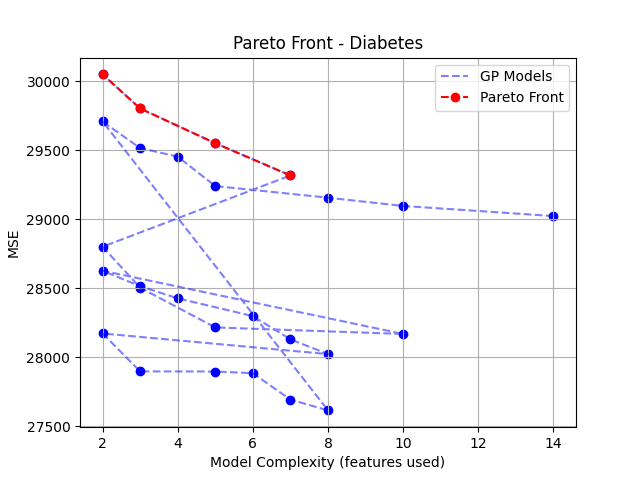 Pareto Front - Diabetes
GP Models
Pareto Front
MSE
30000
29500
29000
28500
28000
27500
2 4 6 8 10 12 14
Model Complexity (features used)